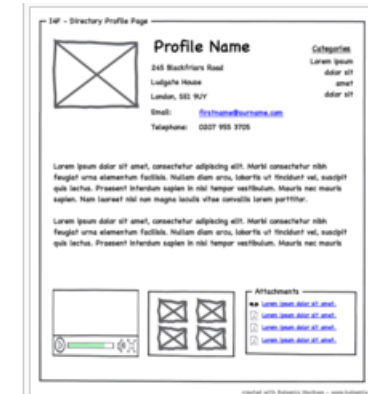 I4F - Directory Profile Page
Profile Name
Categories
245 Blackfriars Road
Lorem ipsum
Ludgate House
dolor sit
amet
London, SE1 9UY
dolor sit
Email: firstname@surname.com
Telephone: 0207 955 3705
Lorem ipsum dolor sit amet, consectetur adipiscing elit. Morbi consectetur nibh
feugiat urna elementum facilisis. Nullam diam arcu, lobortis ut tincidunt vel, suscipit
quis lectus. Praesent interdum sapien in nisl tempor vestibulum. Mauris nec mauris
sapien. Nam laoreet nisl non magna iaculis vitae convallis lorem porttitor.
Lorem ipsum dolor sit amet, consectetur adipiscing elit. Morbi consectetur nibh
feugiat urna elementum facilisis. Nullam diam arcu, lobortis ut tincidunt vel, suscipit
quis lectus. Praesent interdum sapien in nisl tempor vestibulum. Mauris nec mauris
Attachments
Lorem ipsum dolor sit amet,
Lorem ipsum dolor sit amet,
Lorem ipsum dolor sit amet,
Lorem ipsum dolor sit amet,
created with Balsamiq Mockups - www.balsamiq